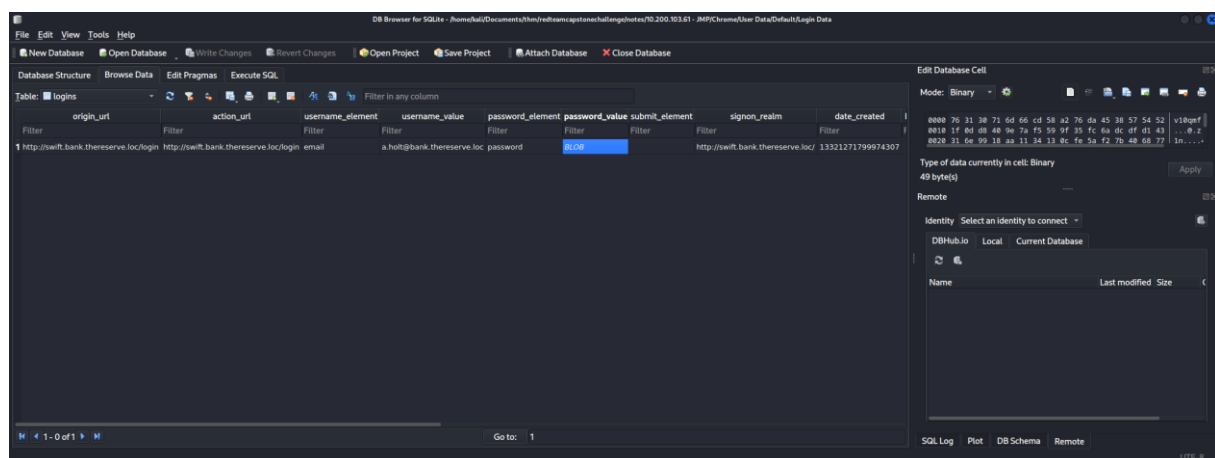 DB Browser for SQLite - /home/kali/Documents/thm/redteamcapstonechallenge/notes/10.200.103.61 - JMP/Chrome/User Data/Default/Login Data
File Edit View Tools Help
New Database Open Database Write Changes Revert Changes Open Project Save Project Attach Database Close Database
Database Structure Browse Data Edit Pragmas Execute SQL
Table: logins Filter in any column
origin_url action_url username_element username_value password_element password_value submit_element signon_realm date_created
Filter Filter Filter Filter Filter Filter Filter Filter Filter
1 http://swift.bank.thereserve.loc/login http://swift.bank.thereserve.loc/login email a.holt@bank.thereserve.loc password BLOB http://swift.bank.thereserve.loc/ 13321271799974307
1 - 0 of 1 Go to: 1
Edit Database Cell
Mode: Binary
0000 76 31 30 71 6d 66 cd 58 a2 76 da 45 38 57 54 52 v10qmf
0010 1f 0d d8 40 9e 7a f5 59 9f 35 fc 6a dc df d1 43 ...@.z
0020 31 6e 99 18 aa 11 34 13 0c fe 5a f2 7b 40 68 77 1n....
Type of data currently in cell: Binary
49 byte(s)
Apply
Remote
Identity Select an identity to connect
DBHub.io Local Current Database
Name Last modified Size
SQL Log Plot DB Schema Remote
UTF-8